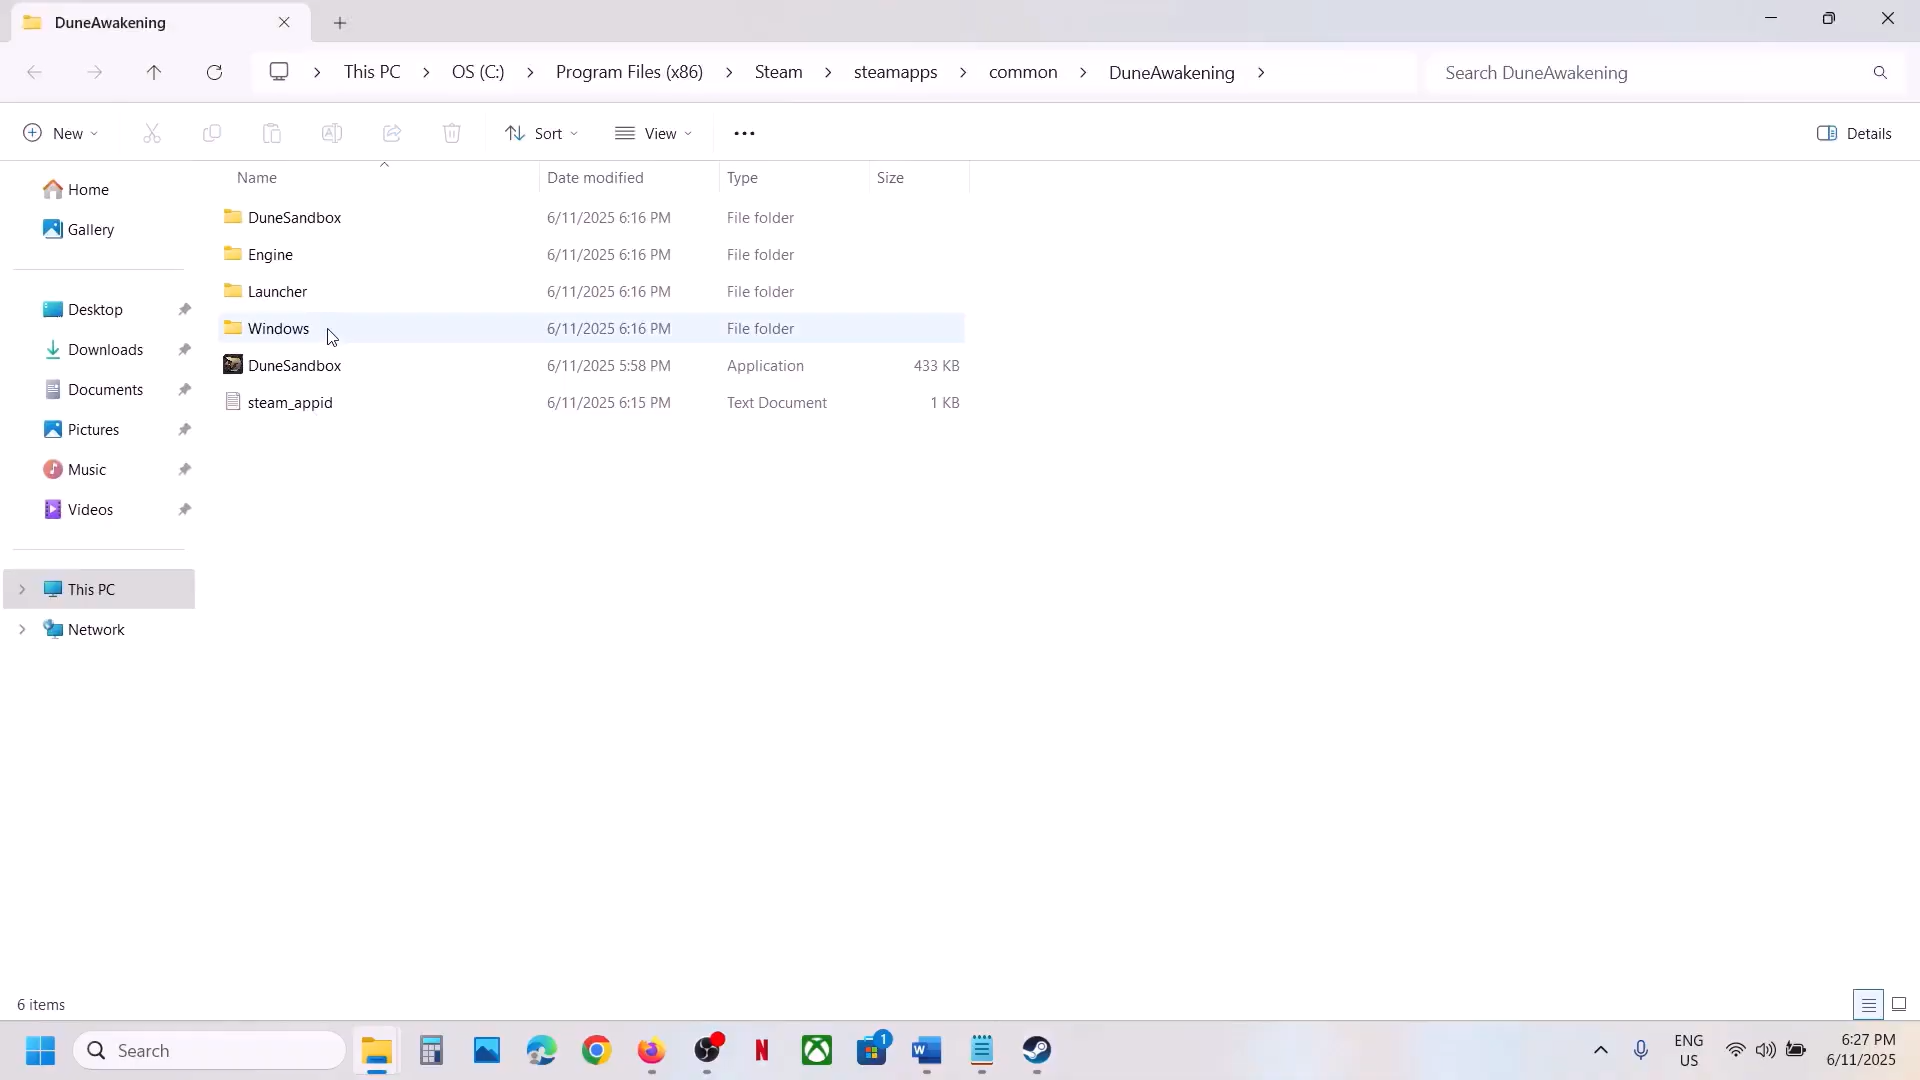 DuneAwakening
This PC
OS (C:)
Program Files (x86)
Steam
steamapps
common
DuneAwakening
Search DuneAwakening
New
Sort
View
Details
Name
Date modified
Type
Size
DuneSandbox
6/11/2025 6:16 PM
File folder
Engine
6/11/2025 6:16 PM
File folder
Launcher
6/11/2025 6:16 PM
File folder
Windows
6/11/2025 6:16 PM
File folder
DuneSandbox
6/11/2025 5:58 PM
Application
433 KB
steam_appid
6/11/2025 6:15 PM
Text Document
1 KB
Home
Gallery
Desktop
Downloads
Documents
Pictures
Music
Videos
This PC
Network
6 items
Search
1
ENG
US
6:27 PM
6/11/2025